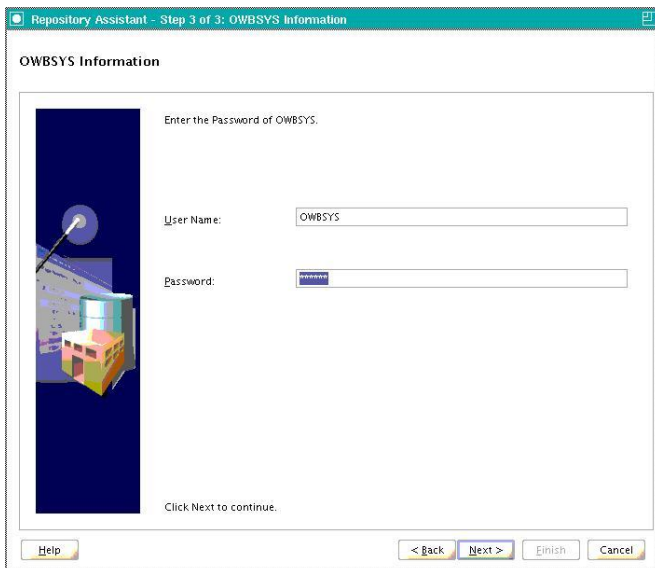 Repository Assistant - Step 3 of 3: OWBSYS Information
OWBSYS Information
Enter the Password of OWBSYS.
User Name: OWBSYS
Password: ******
Click Next to continue.
Help < Back Next > Finish Cancel